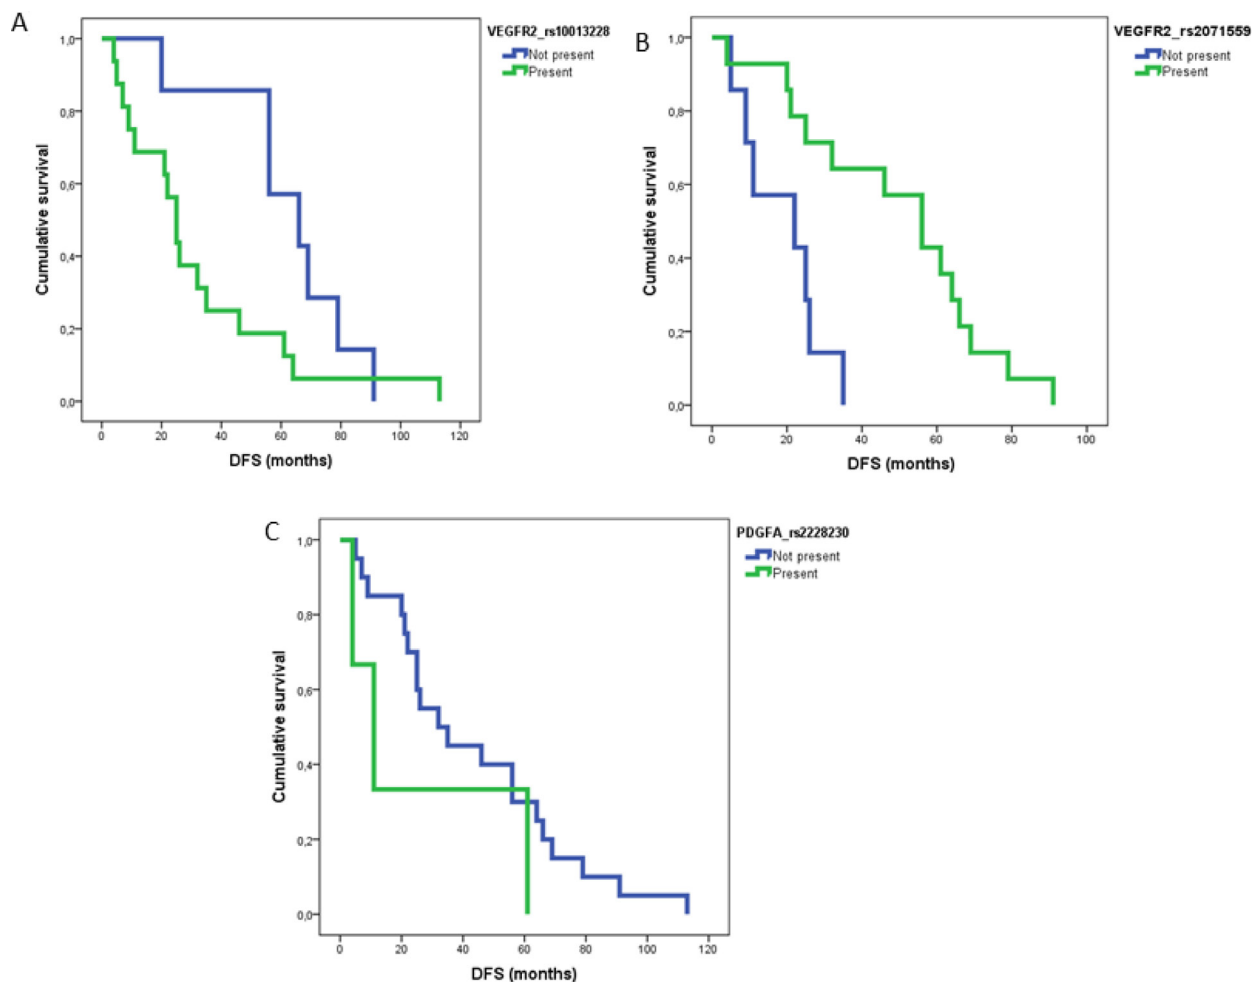 A
VEGFR2_rs10013228
Not present
Present
1,0
0,8
0,6
0,4
0,2
0,0
Cumulative survival
0 20 40 60 80 100 120
DFS (months)
B
VEGFR2_rs2071559
Not present
Present
1,0
0,8
0,6
0,4
0,2
0,0
Cumulative survival
0 20 40 60 80 100
DFS (months)
C
PDGFA_rs2228230
Not present
Present
1,0
0,8
0,6
0,4
0,2
0,0
Cumulative survival
0 20 40 60 80 100 120
DFS (months)